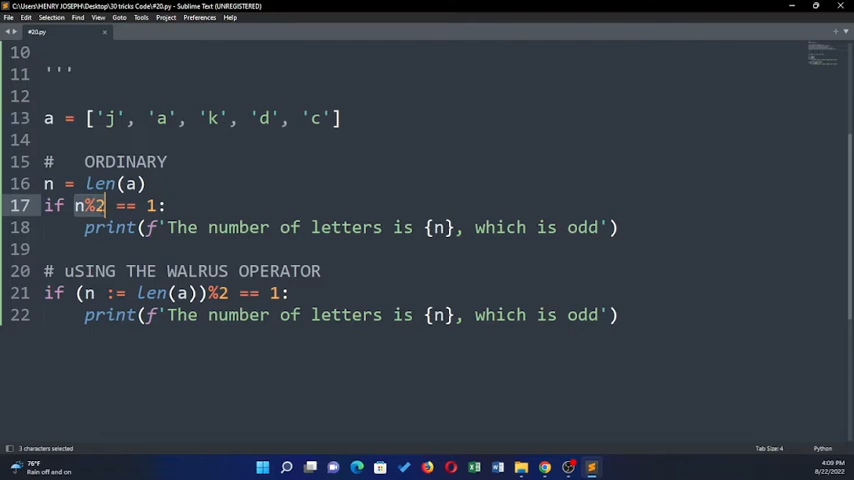 C:\Users\HENRY JOSEPH\Desktop\30 tricks Code\#20.py - Sublime Text (UNREGISTERED)
File Edit Selection Find View Goto Tools Project Preferences Help
#20.py
10
11 '''
12
13 a = ['j', 'a', 'k', 'd', 'c']
14
15 # ORDINARY
16 n = len(a)
17 if n%2 == 1:
18 print(f'The number of letters is {n}, which is odd')
19
20 # uSING THE WALRUS OPERATOR
21 if (n := len(a))%2 == 1:
22 print(f'The number of letters is {n}, which is odd')
3 characters selected Tab Size: 4 Python
76°F
Rain off and on
4:09 PM
8/22/2022